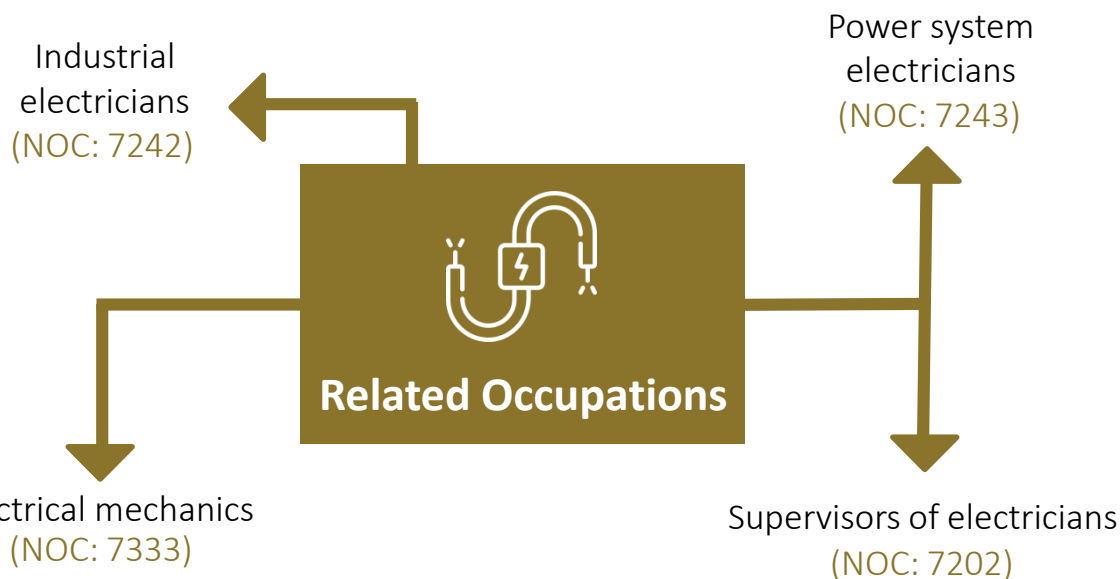 Industrial
electricians
(NOC: 7242)
Power system
electricians
(NOC: 7243)
Related Occupations
ctrical mechanics
(NOC: 7333)
Supervisors of electricians
(NOC: 7202)